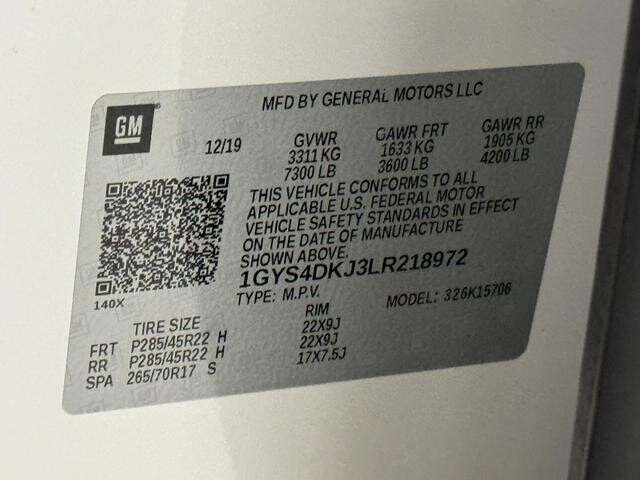 MFD BY GENERAL MOTORS LLC
GM
12/19
GVWR GAWR FRT GAWR RR
3311 KG 1633 KG 1905 KG
7300 LB 3600 LB 4200 LB
THIS VEHICLE CONFORMS TO ALL
APPLICABLE U.S. FEDERAL MOTOR
VEHICLE SAFETY STANDARDS IN EFFECT
ON THE DATE OF MANUFACTURE
SHOWN ABOVE.
1GYS4DKJ3LR218972
140X
TYPE: M.P.V. MODEL: 326K15706
TIRE SIZE RIM
FRT P285/45R22 H 22X9J
RR P285/45R22 H 22X9J
SPA 265/70R17 S 17X7.5J